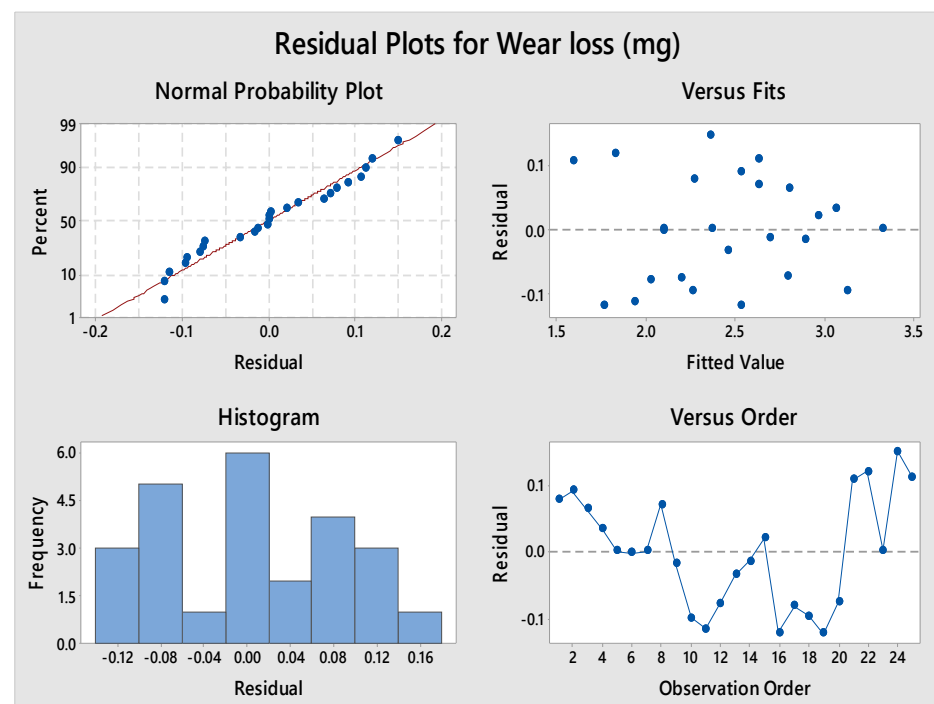 Residual Plots for Wear loss (mg)
Normal Probability Plot
99
90
50
10
1
Percent
-0.2 -0.1 0.0 0.1 0.2
Residual
Versus Fits
0.1
0.0
-0.1
Residual
1.5 2.0 2.5 3.0 3.5
Fitted Value
Histogram
6.0
4.5
3.0
1.5
0.0
Frequency
-0.12 -0.08 -0.04 0.00 0.04 0.08 0.12 0.16
Residual
Versus Order
0.1
0.0
-0.1
Residual
2 4 6 8 10 12 14 16 18 20 22 24
Observation Order